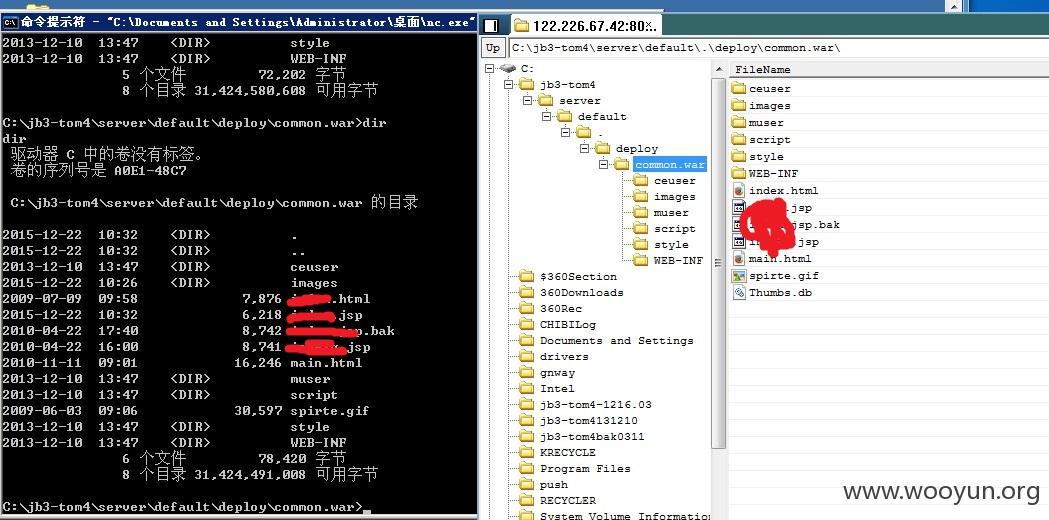 命令提示符 - "C:\Documents and Settings\Administrator\桌面\nc.exe"
2013-12-10  13:47    <DIR>          style
2013-12-10  13:47    <DIR>          WEB-INF
5 个文件         72,202 字节
8 个目录 31,424,580,608 可用字节
C:\jb3-tom4\server\default\deploy\common.war>dir
dir
驱动器 C 中的卷没有标签。
卷的序列号是 A0E1-48C7
C:\jb3-tom4\server\default\deploy\common.war 的目录
2015-12-22  10:32    <DIR>          .
2015-12-22  10:32    <DIR>          ..
2013-12-10  13:47    <DIR>          ceuser
2015-12-22  10:26    <DIR>          images
2009-07-09  09:58             7,876 .html
2015-12-22  10:32             6,218 .jsp
2010-04-22  17:40             8,742 .bak
2010-04-22  16:00             8,741 .jsp
2010-11-11  09:01            16,246 main.html
2013-12-10  13:47    <DIR>          muser
2013-12-10  13:47    <DIR>          script
2009-06-03  09:06            30,597 spirte.gif
2013-12-10  13:47    <DIR>          style
2013-12-10  13:47    <DIR>          WEB-INF
6 个文件         78,420 字节
8 个目录 31,424,491,008 可用字节
C:\jb3-tom4\server\default\deploy\common.war>
122.226.67.42:80
Up
C:\jb3-tom4\server\default\.\deploy\common.war\
C:
jb3-tom4
server
default
.
deploy
common.war
ceuser
images
muser
script
style
WEB-INF
$360Section
360Downloads
360Rec
CHIBILog
Documents and Settings
drivers
gnway
Intel
jb3-tom4-1216.03
jb3-tom4131210
jb3-tom4bak0311
KRECYCLE
Program Files
push
RECYCLER
System Volume Information
FileName
ceuser
images
muser
script
style
WEB-INF
index.html
.jsp
jsp.bak
.jsp
main.html
spirte.gif
Thumbs.db
www.wooyun.org